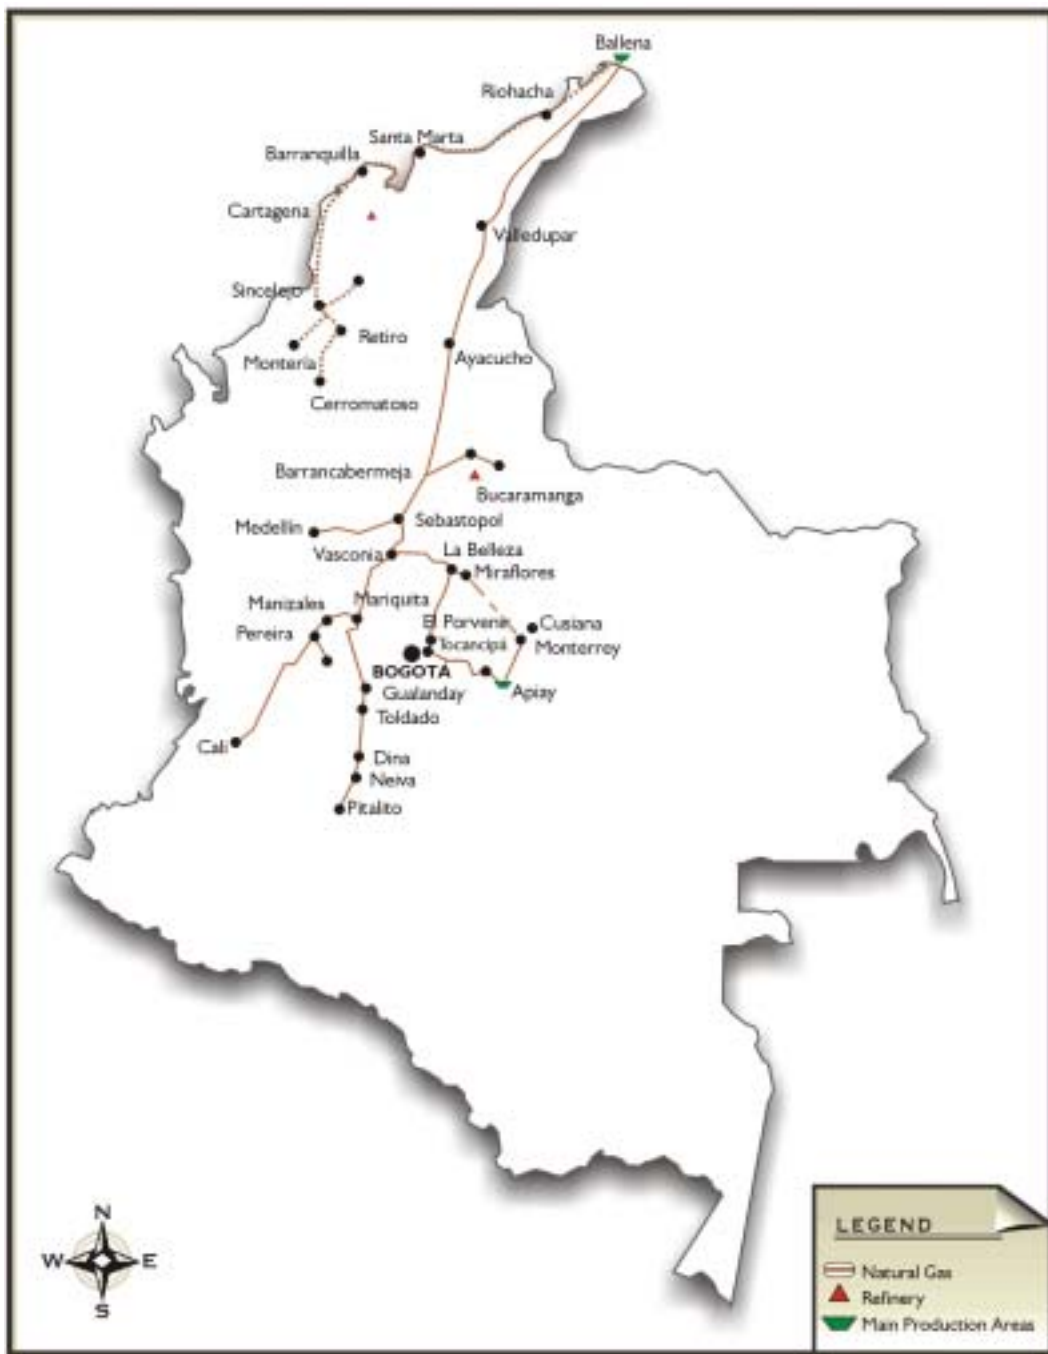 Ballena
Riohacha
Santa Marta
Barranquilla
Cartagena
Valledupar
Sincelejo
Retiro
Montería
Ayacucho
Cerromatoso
Barrancabermeja
Bucaramanga
Medellín
Sebastopol
Vasconia
La Belleza
Miraflores
Manizales
Mariquita
El Porvenir
Cusiana
Pereira
Tocancipá
Monterrey
BOGOTÁ
Gualanday
Apiay
Toldado
Cali
Dina
Neiva
Pitalito
N
W E
S
LEGEND
Natural Gas
Refinery
Main Production Areas